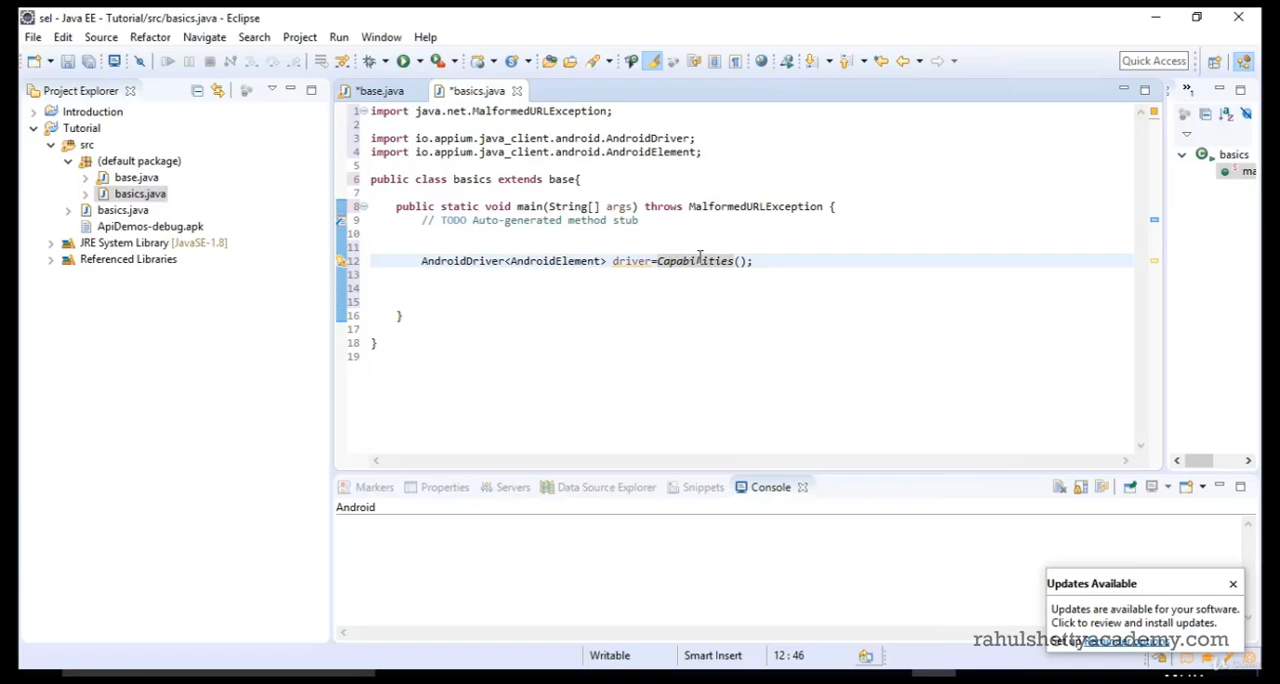 sel - Java EE - Tutorial/src/basics.java - Eclipse
File Edit Source Refactor Navigate Search Project Run Window Help
Quick Access
Project Explorer
Introduction
Tutorial
src
(default package)
base.java
basics.java
basics.java
ApiDemos-debug.apk
JRE System Library [JavaSE-1.8]
Referenced Libraries
*base.java
*basics.java
1 import java.net.MalformedURLException;
2
3 import io.appium.java_client.android.AndroidDriver;
4 import io.appium.java_client.android.AndroidElement;
5
6 public class basics extends base{
7
8 public static void main(String[] args) throws MalformedURLException {
9 // TODO Auto-generated method stub
10
11
12 AndroidDriver<AndroidElement> driver=Capabilities();
13
14
15
16 }
17
18 }
19
basics
ma
Markers Properties Servers Data Source Explorer Snippets Console
Android
Updates Available
Updates are available for your software.
Click to review and install updates.
Set up Reminder options
rahulshettyacademy.com
Writable Smart Insert 12 : 46